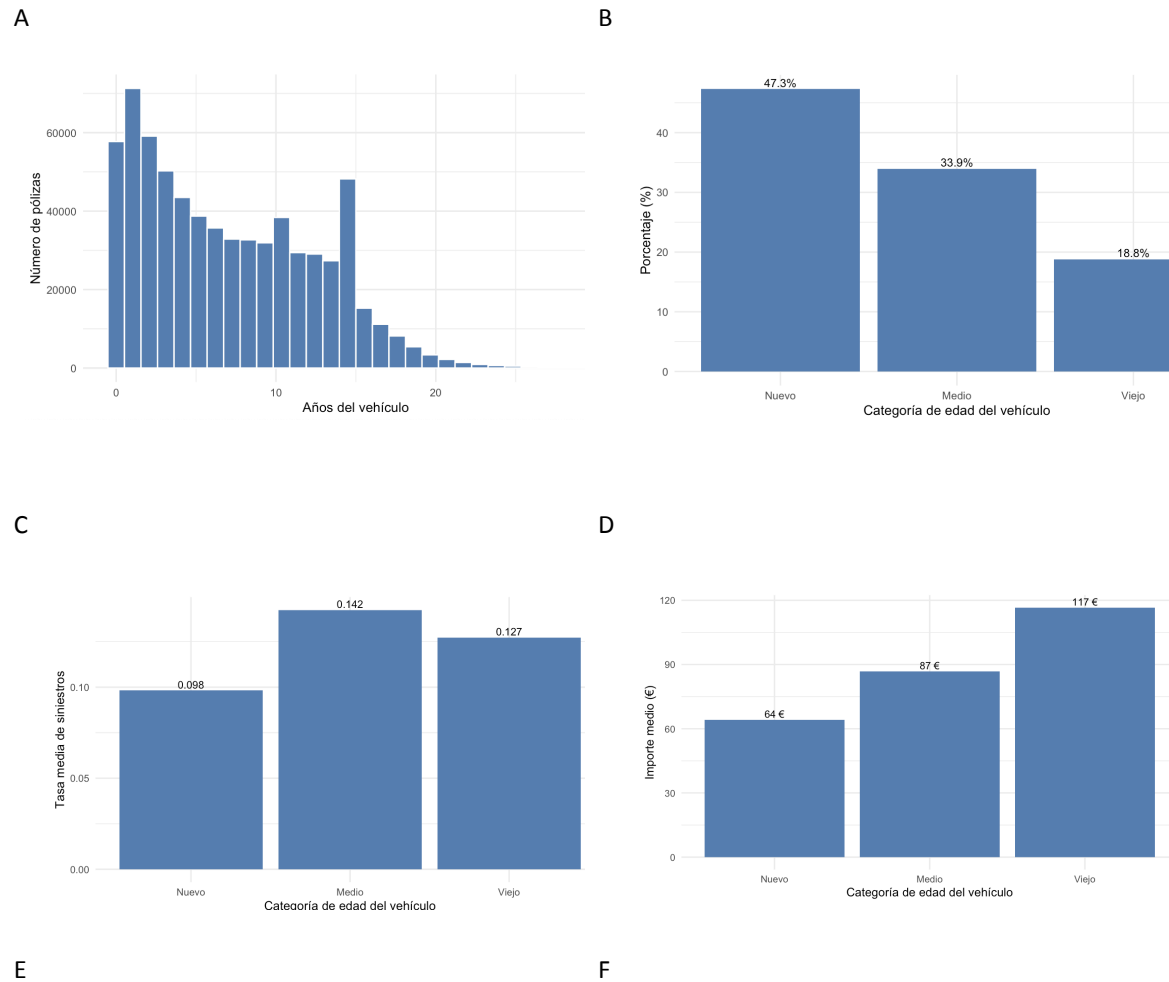 A
Número de pólizas
60000
40000
20000
0
0 10 20
Años del vehículo
B
Porcentaje (%)
40
30
20
10
0
47.3%
33.9%
18.8%
Nuevo Medio Viejo
Categoría de edad del vehículo
C
Tasa media de siniestros
0.10
0.05
0.00
0.098
0.142
0.127
Nuevo Medio Viejo
Categoría de edad del vehículo
D
Importe medio (€)
120
90
60
30
0
64 €
87 €
117 €
Nuevo Medio Viejo
Categoría de edad del vehículo
E
F